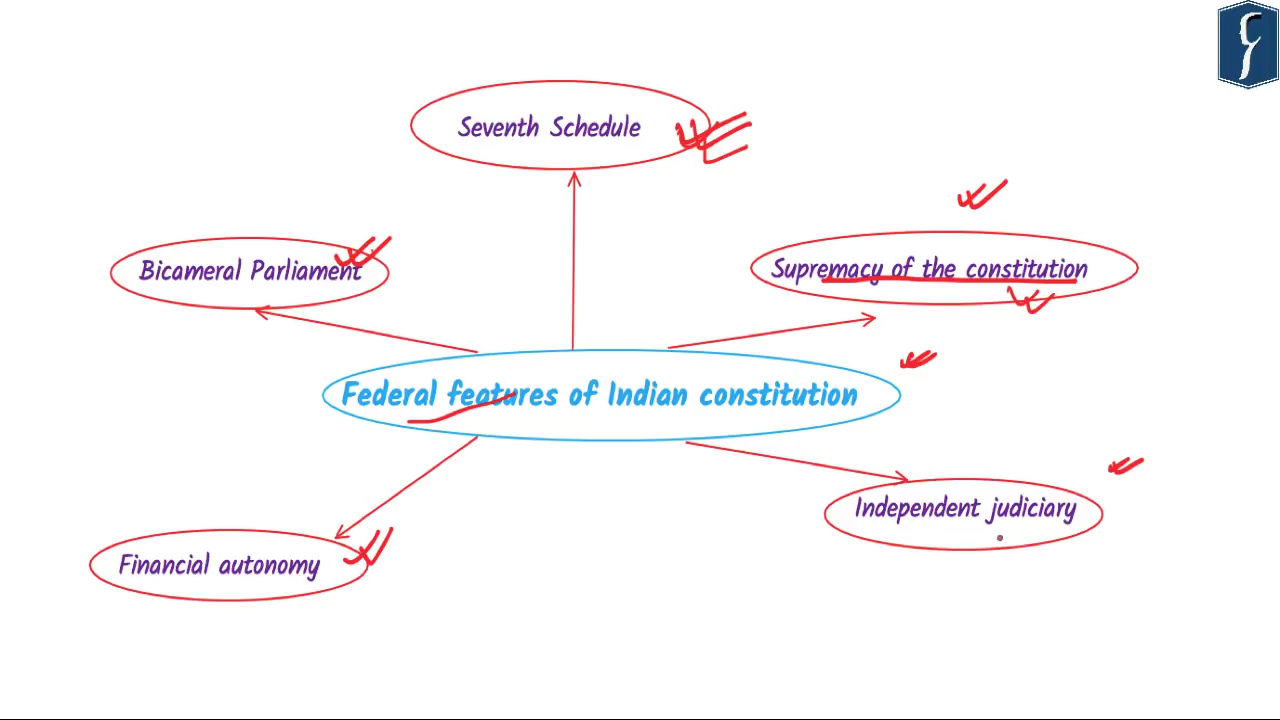 Seventh Schedule
Bicameral Parliament
Supremacy of the constitution
Federal features of Indian constitution
Independent judiciary
Financial autonomy